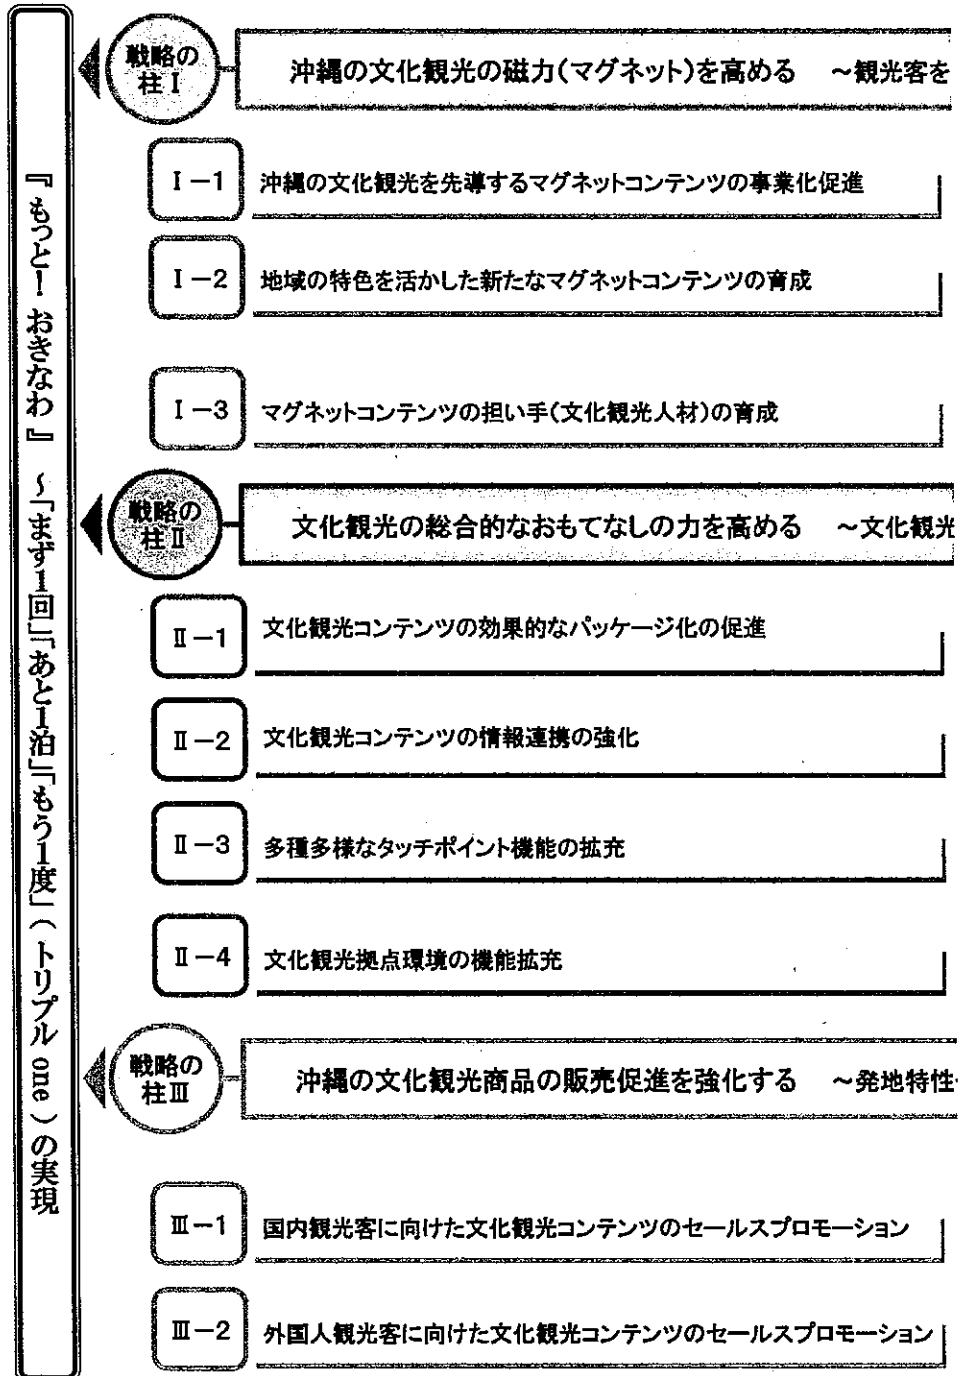 『もっと！おきなわ』 ～「まず1回」「あと1泊」「もう1度」（トリプルone）の実現
戦略の
柱Ⅰ
沖縄の文化観光の磁力（マグネット）を高める ～観光客を
Ⅰ－1
沖縄の文化観光を先導するマグネットコンテンツの事業化促進
Ⅰ－2
地域の特色を活かした新たなマグネットコンテンツの育成
Ⅰ－3
マグネットコンテンツの担い手（文化観光人材）の育成
戦略の
柱Ⅱ
文化観光の総合的なおもてなしの力を高める ～文化観光
Ⅱ－1
文化観光コンテンツの効果的なパッケージ化の促進
Ⅱ－2
文化観光コンテンツの情報連携の強化
Ⅱ－3
多種多様なタッチポイント機能の拡充
Ⅱ－4
文化観光拠点環境の機能拡充
戦略の
柱Ⅲ
沖縄の文化観光商品の販売促進を強化する ～発地特性
Ⅲ－1
国内観光客に向けた文化観光コンテンツのセールスプロモーション
Ⅲ－2
外国人観光客に向けた文化観光コンテンツのセールスプロモーション